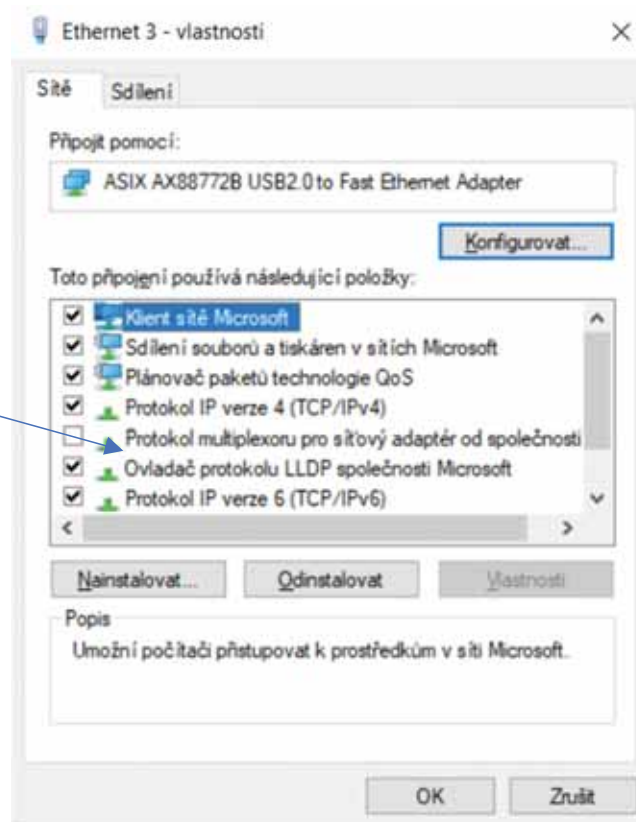 Ethernet 3 - vlastnosti
Sítě
Sdílení
Připojit pomocí:
ASIX AX88772B USB2.0 to Fast Ethernet Adapter
Konfigurovat...
Toto připojení používá následující položky:
Klient sítě Microsoft
Sdílení souborů a tiskáren v sítích Microsoft
Plánovač paketů technologie QoS
Protokol IP verze 4 (TCP/IPv4)
Protokol multiplexoru pro síťový adaptér od společnosti
Ovladač protokolu LLDP společnosti Microsoft
Protokol IP verze 6 (TCP/IPv6)
Nainstalovat...
Odinstalovat
Vlastnosti
Popis
Umožní počítači přistupovat k prostředkům v síti Microsoft.
OK
Zrušit